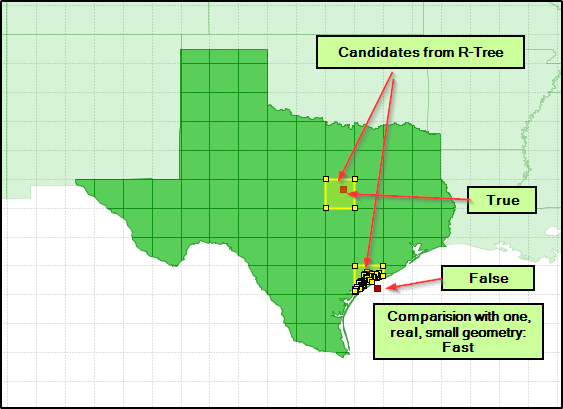 Candidates from R-Tree
True
False
Comparision with one,
real, small geometry:
Fast